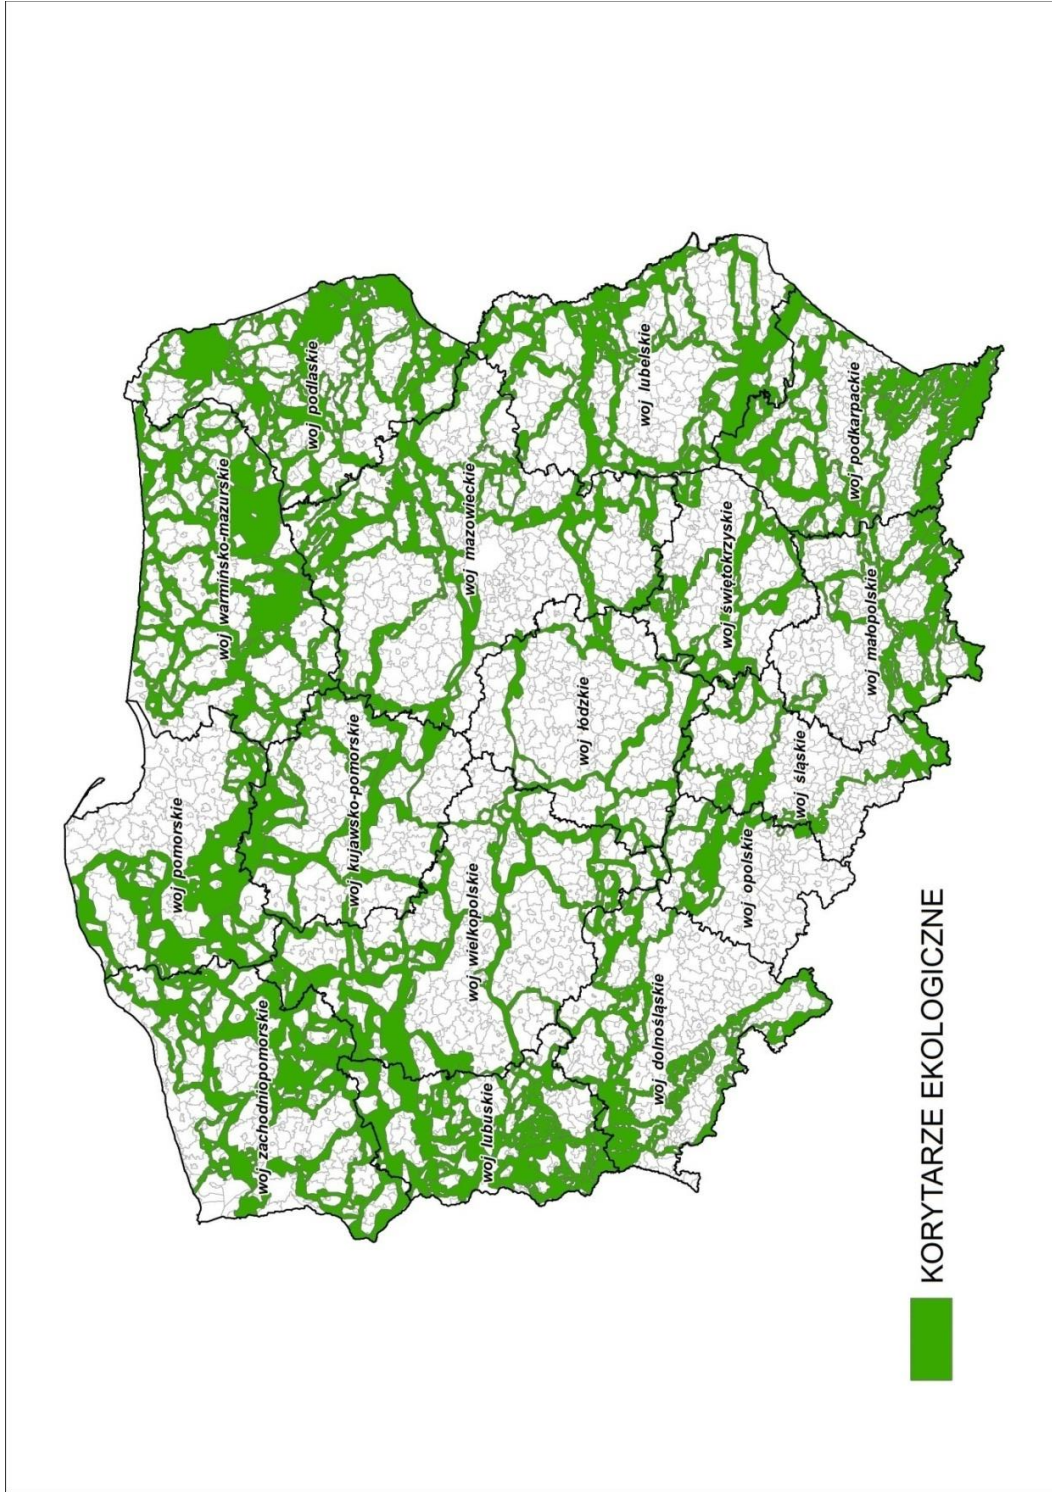 woj pomorskie
woj warmińsko-mazurskie
woj zachodniopomorskie
woj podlaskie
woj kujawsko-pomorskie
woj mazowieckie
woj wielkopolskie
woj lubuskie
woj łódzkie
woj lubelskie
woj dolnośląskie
woj świętokrzyskie
woj opolskie
woj śląskie
woj podkarpackie
woj małopolskie
KORYTARZE EKOLOGICZNE